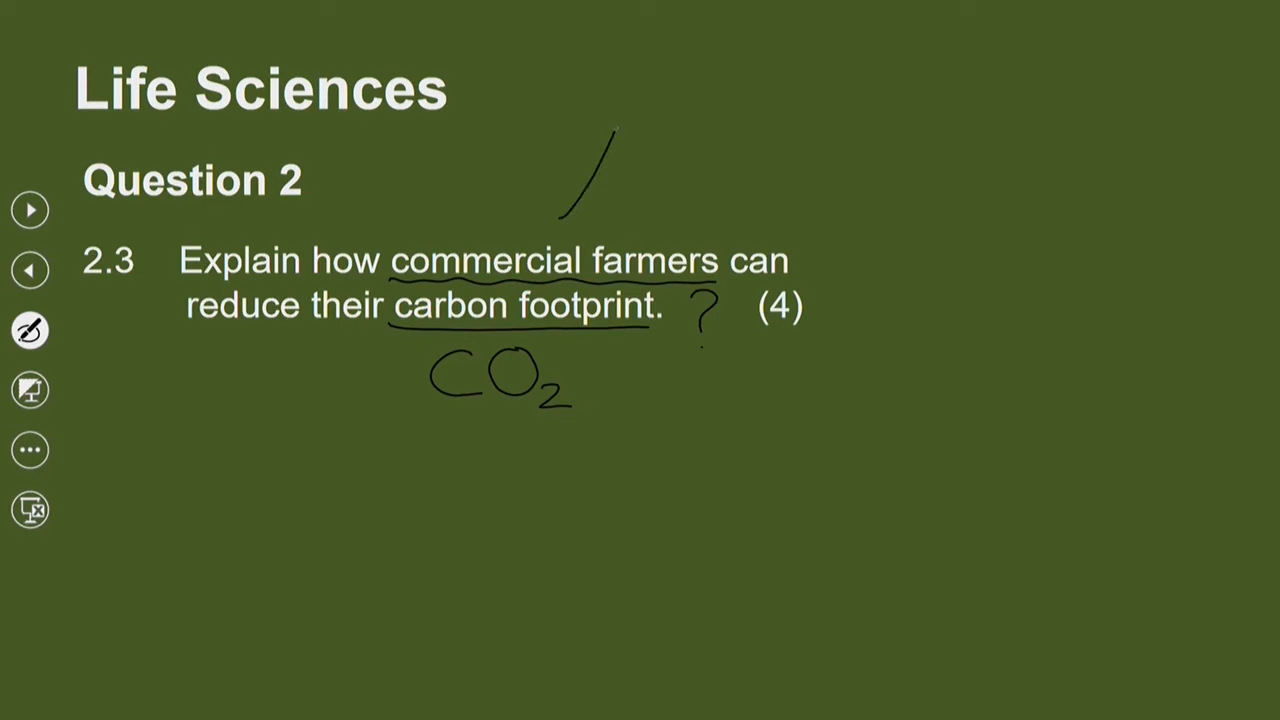 Life Sciences
Question 2
2.3 Explain how commercial farmers can
reduce their carbon footprint. ? (4)
CO₂